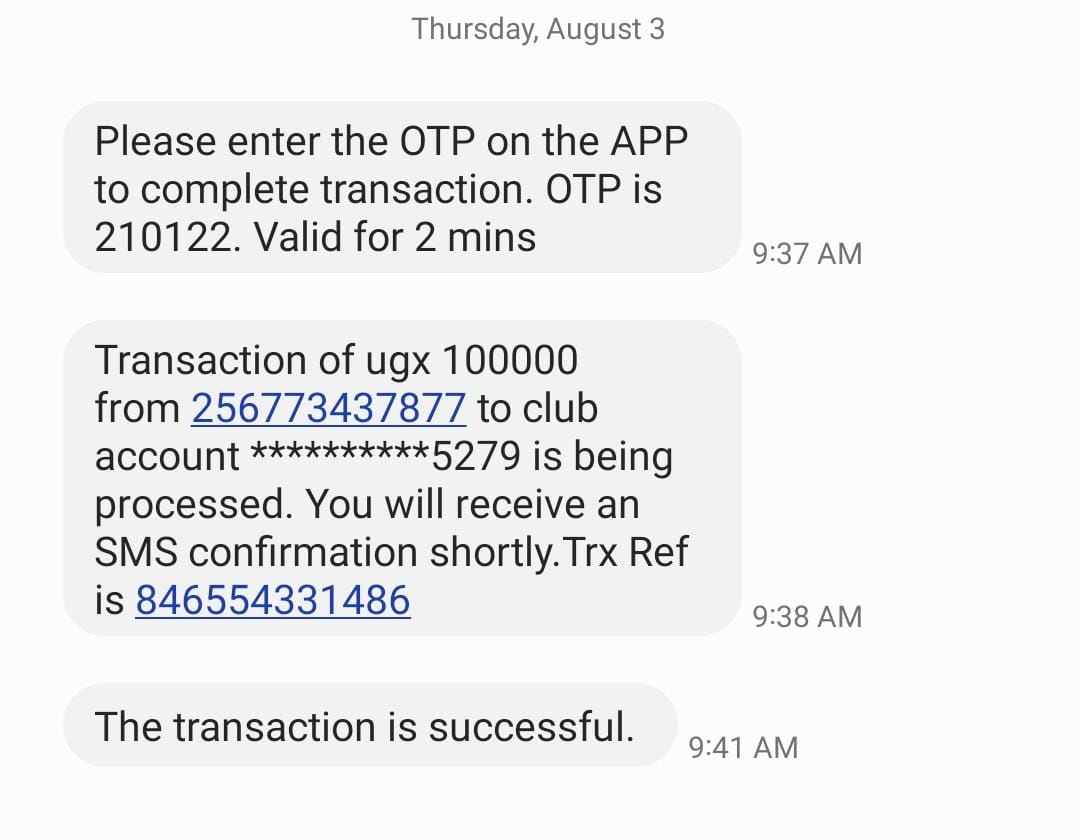 Thursday, August 3
Please enter the OTP on the APP
to complete transaction. OTP is
210122. Valid for 2 mins
9:37 AM
Transaction of ugx 100000
from 256773437877 to club
account **********5279 is being
processed. You will receive an
SMS confirmation shortly.Trx Ref
is 846554331486
9:38 AM
The transaction is successful.
9:41 AM